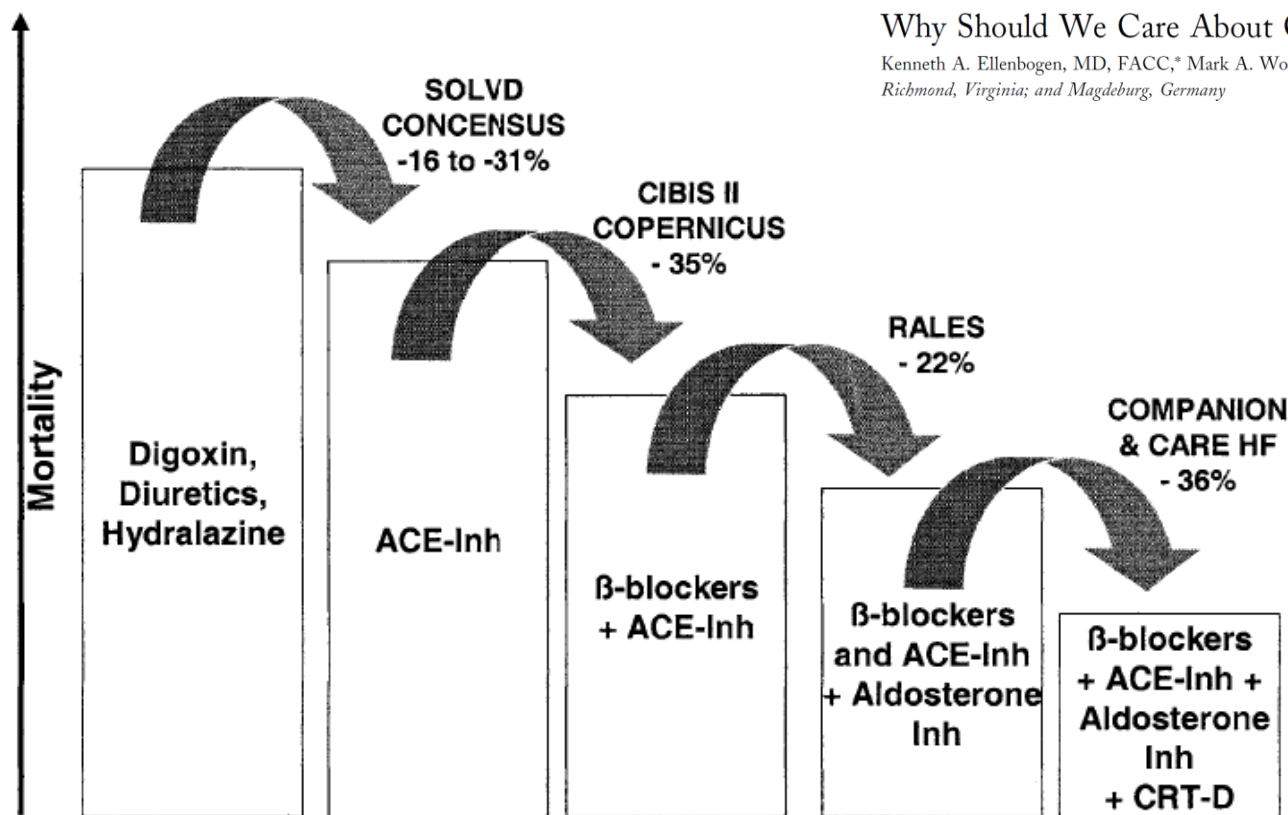 Why Should We Care About
Kenneth A. Ellenbogen, MD, FACC,* Mark A.
Richmond, Virginia; and Magdeburg, Germany
SOLVD
CONCENSUS
-16 to -31%
CIBIS II
COPERNICUS
- 35%
RALES
- 22%
COMPANION
& CARE HF
- 36%
Mortality
Digoxin,
Diuretics,
Hydralazine
ACE-Inh
ß-blockers
+ ACE-Inh
ß-blockers
and ACE-Inh
+ Aldosterone
Inh
ß-blockers
+ ACE-Inh +
Aldosterone
Inh
+ CRT-D